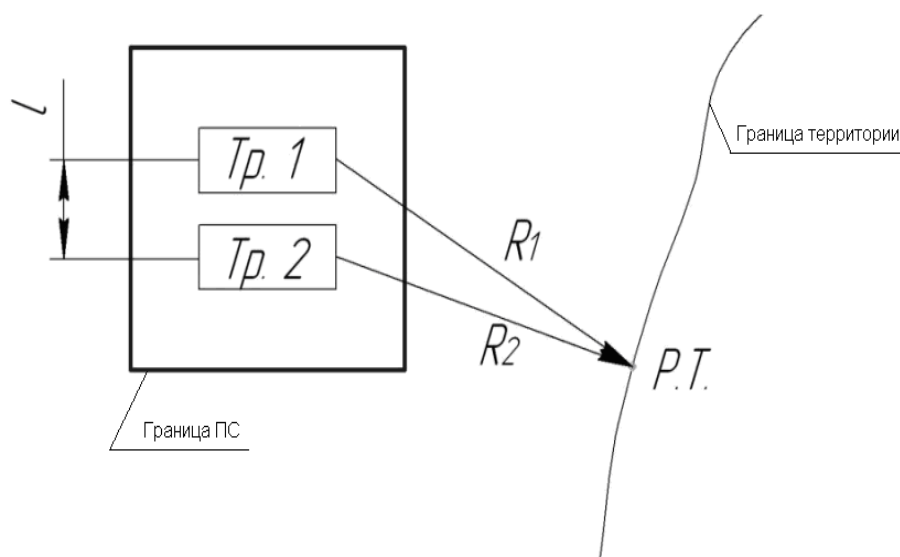 l
Тр. 1
Граница территории
Тр. 2
R1
R2
Р.Т.
Граница ПС